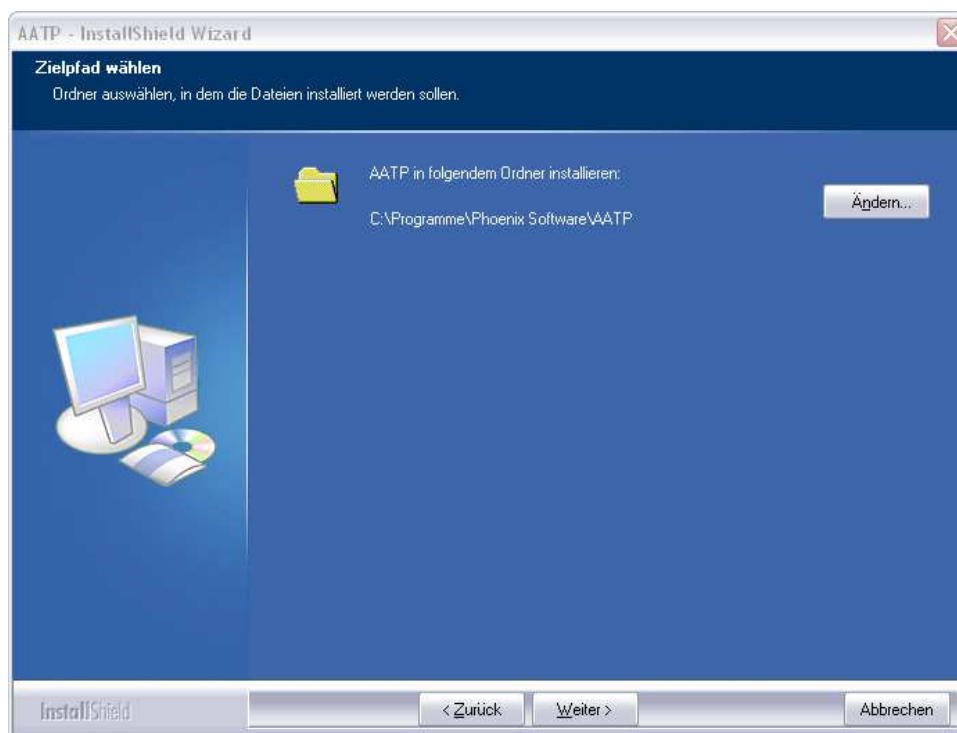 AATP - InstallShield Wizard
Zielpfad wählen
Ordner auswählen, in dem die Dateien installiert werden sollen.
AATP in folgendem Ordner installieren:
Ändern...
C:\Programme\Phoenix Software\AATP
InstallShield
< Zurück
Weiter >
Abbrechen